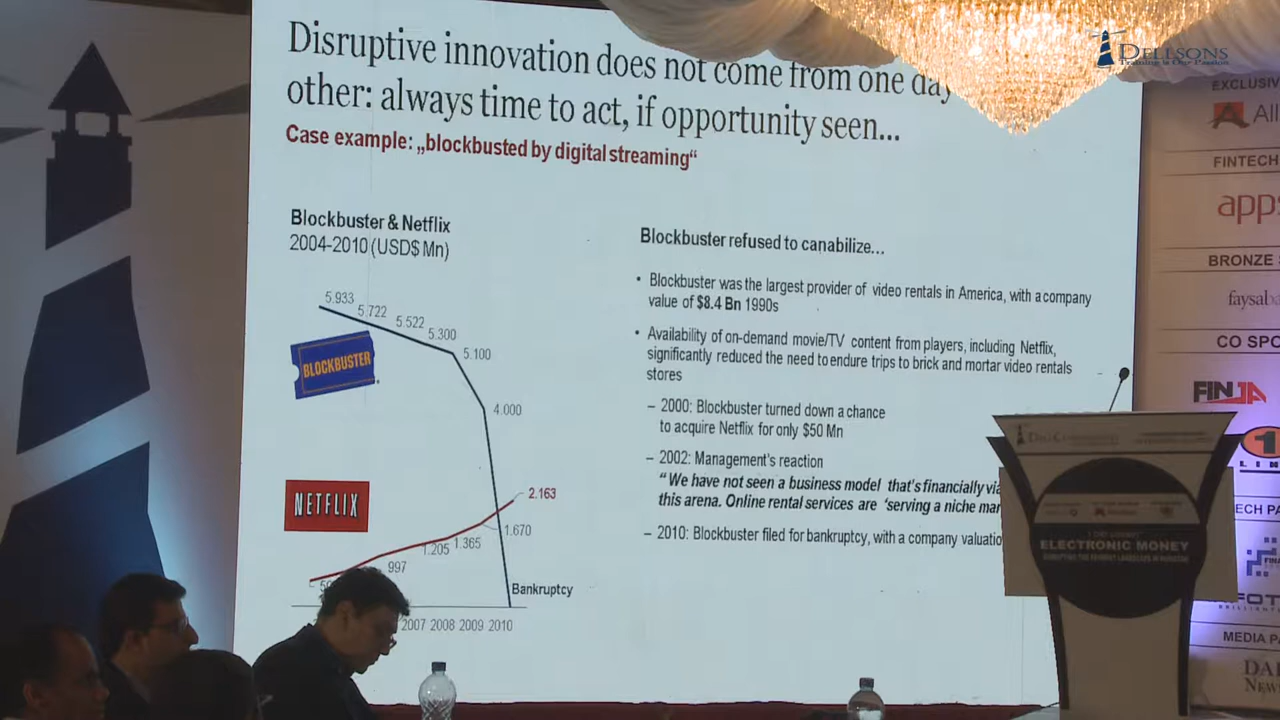 Disruptive innovation does not come from one day
other: always time to act, if opportunity seen...
Case example: „blockbusted by digital streaming“
Blockbuster & Netflix
2004-2010 (USD$ Mn)
5.933
5.722
5.522
5.300
5.100
4.000
BLOCKBUSTER
NETFLIX
2.163
1.670
1.365
1.205
997
Bankruptcy
2007 2008 2009 2010
Blockbuster refused to canabilize...
• Blockbuster was the largest provider of video rentals in America, with a company
value of $8.4 Bn 1990s
• Availability of on-demand movie/TV content from players, including Netflix,
significantly reduced the need to endure trips to brick and mortar video rentals
stores
– 2000: Blockbuster turned down a chance
to acquire Netflix for only $50 Mn
– 2002: Management's reaction
“We have not seen a business model that's financially
this arena. Online rental services are ‘serving a niche
– 2010: Blockbuster filed for bankruptcy, with a company
DELLSONS
Training is Our Passion
FINTECH
BRONZE
faysal
CO
FINJA
1
LIN
MEDIA
ELECTRONIC MONEY